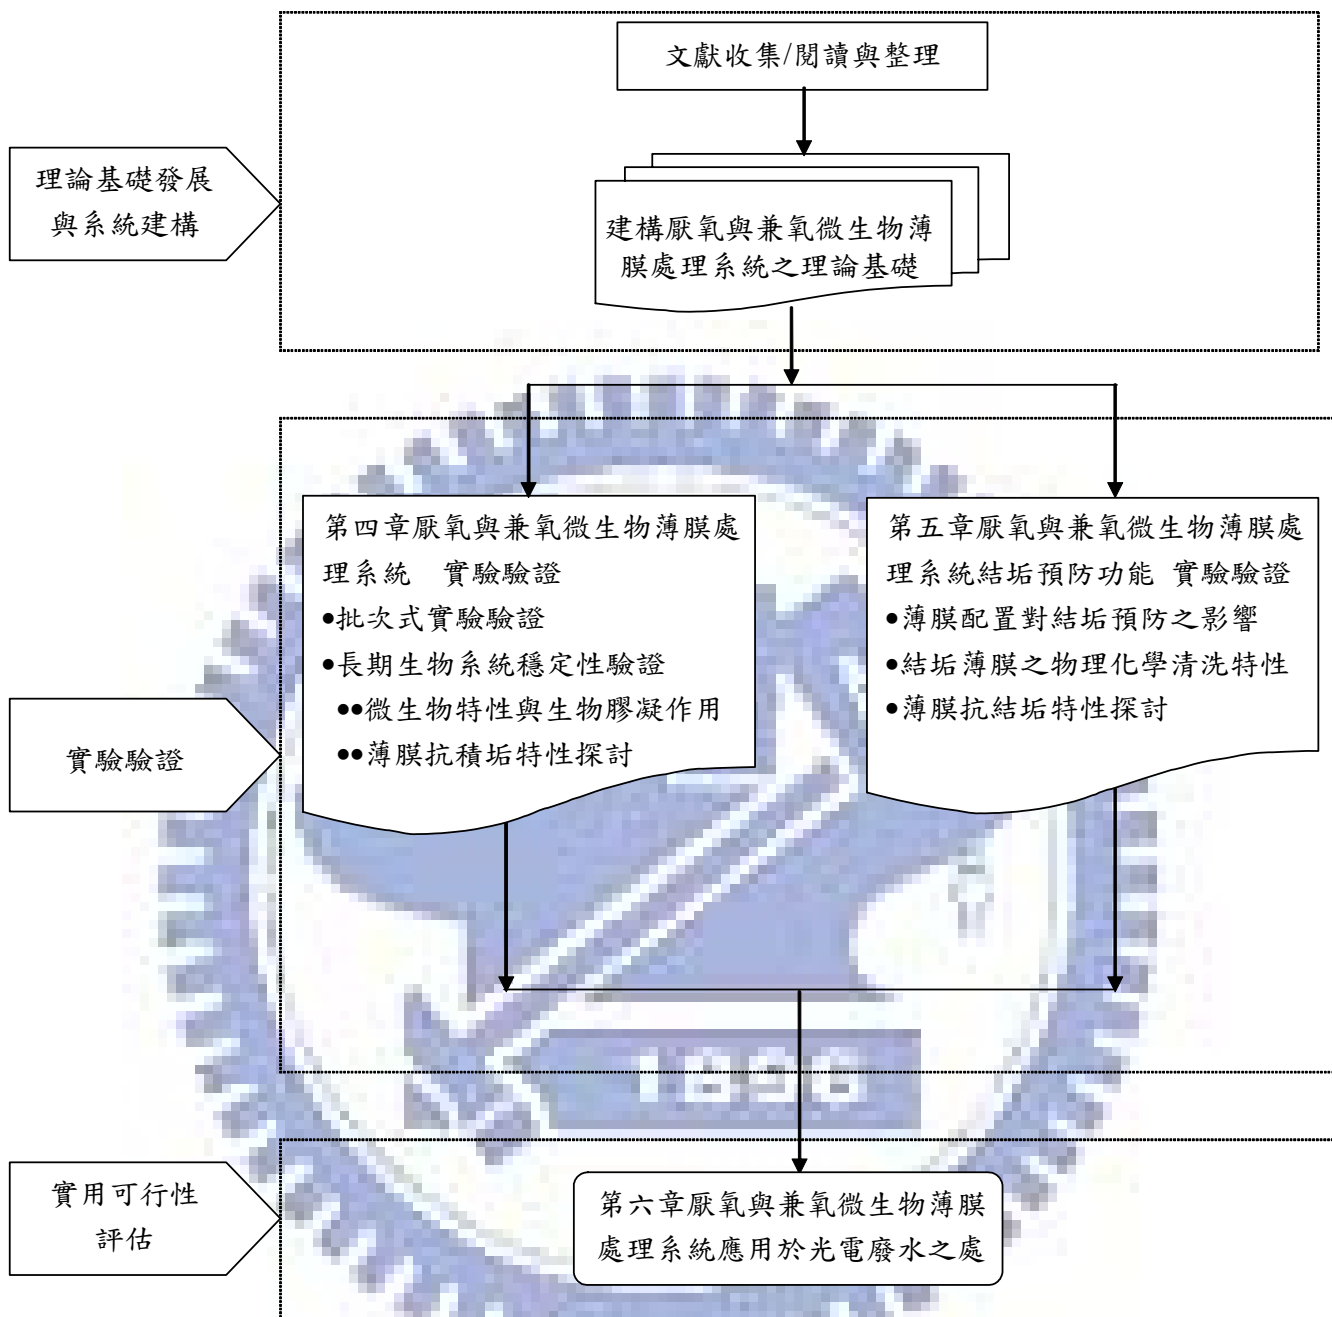 文獻收集/閱讀與整理
理論基礎發展
與系統建構
建構厭氧與兼氧微生物薄
膜處理系統之理論基礎
第四章厭氧與兼氧微生物薄膜處
理系統　實驗驗證
•批次式實驗驗證
•長期生物系統穩定性驗證
••微生物特性與生物膠凝作用
••薄膜抗積垢特性探討
第五章厭氧與兼氧微生物薄膜處
理系統結垢預防功能 實驗驗證
•薄膜配置對結垢預防之影響
•結垢薄膜之物理化學清洗特性
•薄膜抗結垢特性探討
實驗驗證
1896
實用可行性
評估
第六章厭氧與兼氧微生物薄膜
處理系統應用於光電廢水之處